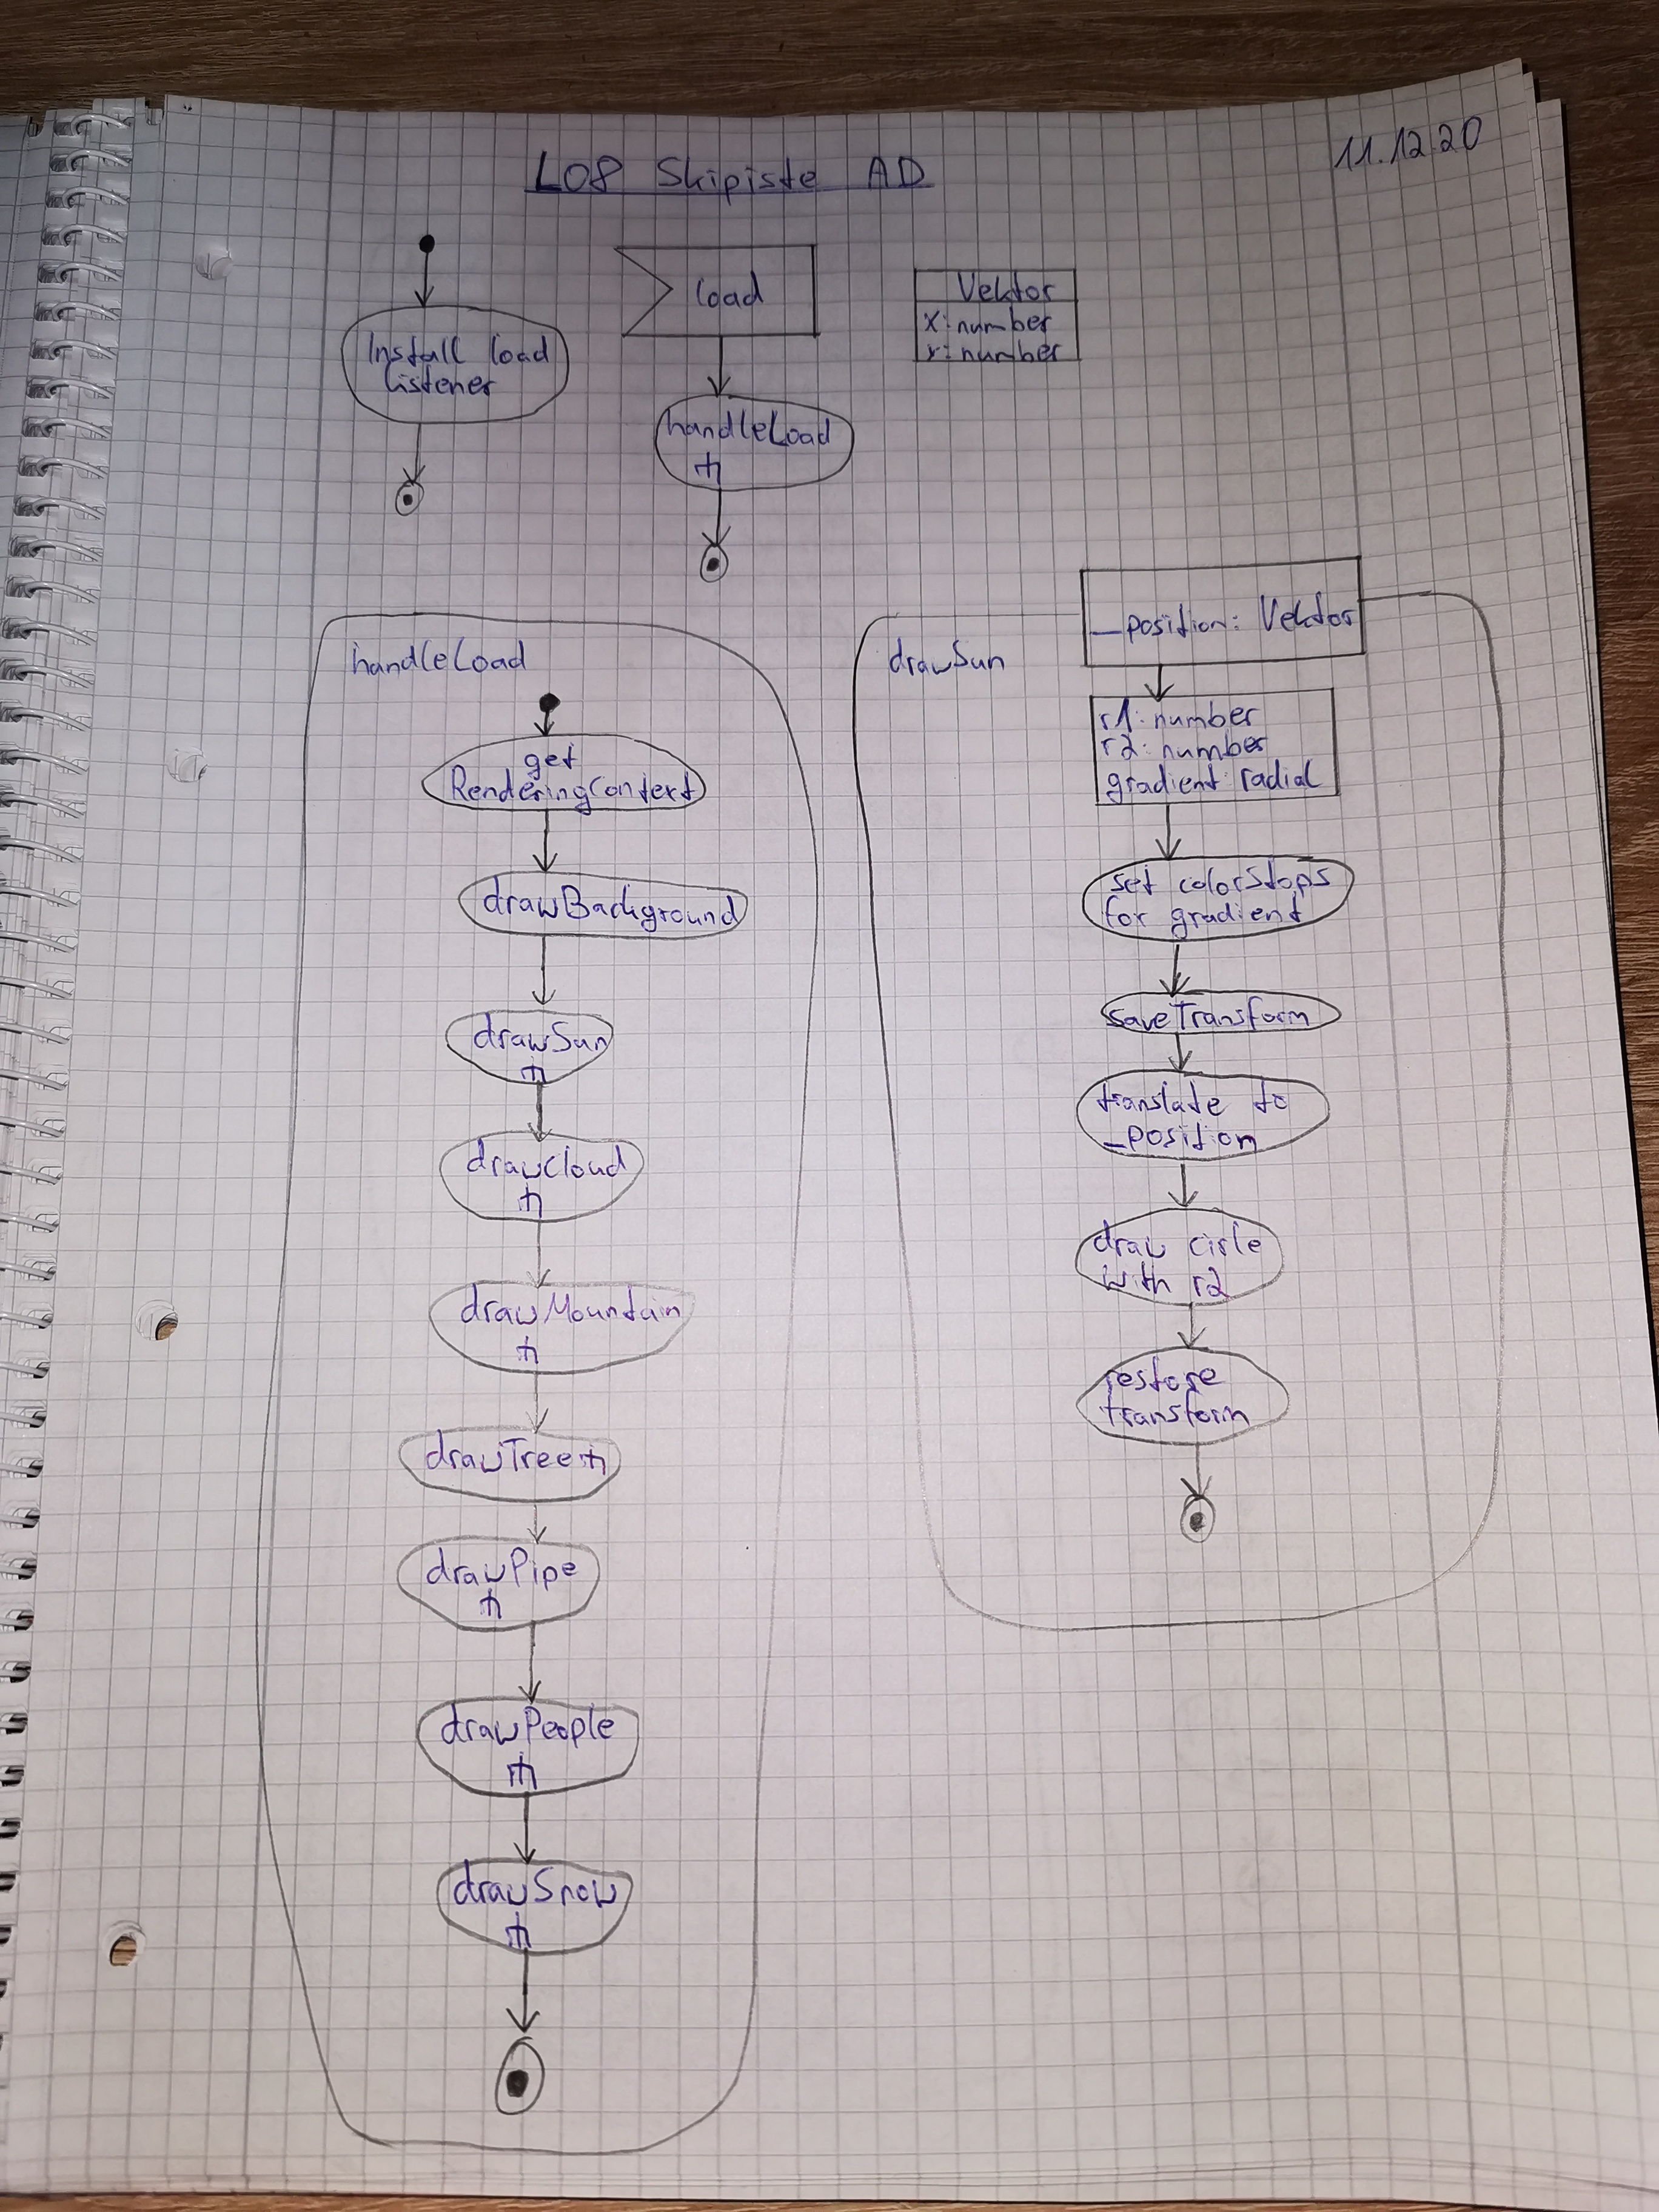 L08 Skipiste AD
11.12.20
Install load
listener
load
handleLoad
Vektor
x: number
y: number
handleLoad
get
RenderingContext
drawBackground
drawSun
drawCloud
drawMountain
drawTree
drawPipe
drawPeople
drawSnow
drawSun
_position: Vektor
r1: number
r2: number
gradient: radial
set colorStops
for gradient
saveTransform
translate to
_position
draw cirle
with r2
restore
transform